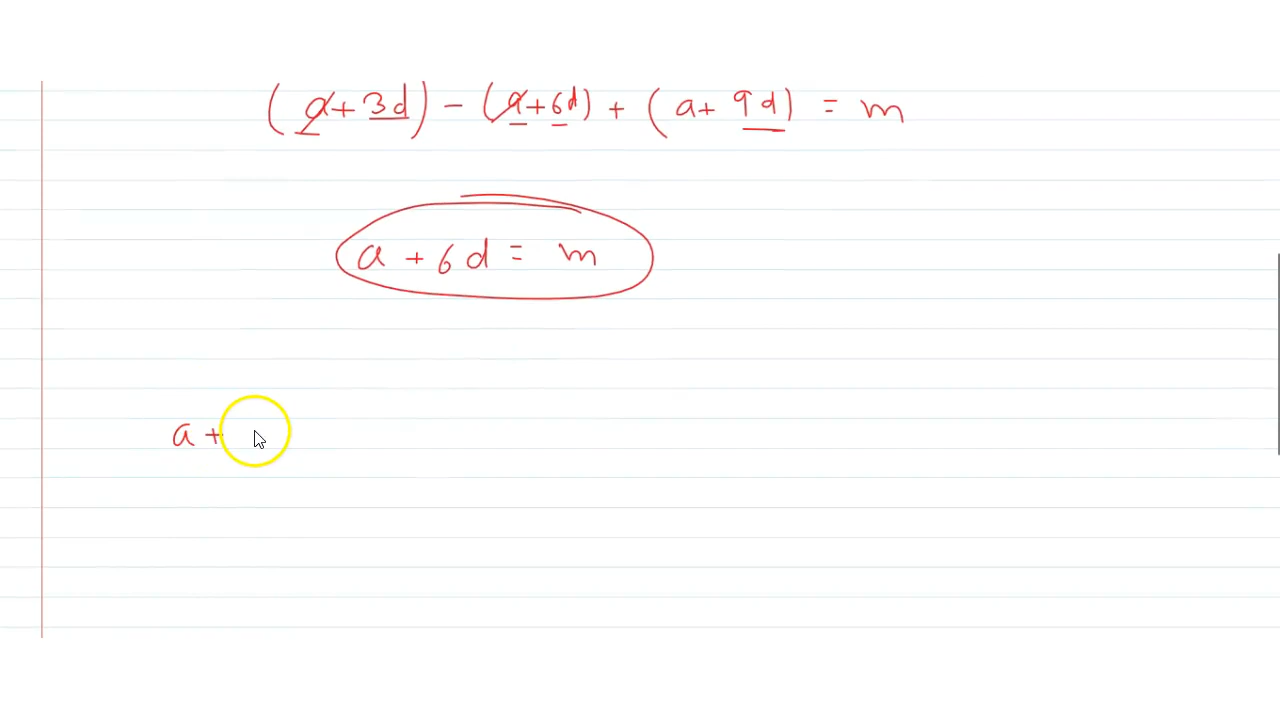 (a + 3d) - (a + 6d) + (a + 9d) = m
a + 6d = m
a +